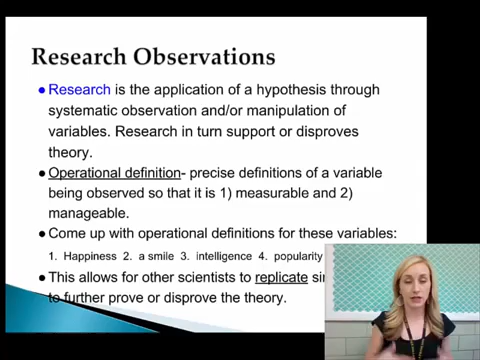 Research Observations
Research is the application of a hypothesis through
systematic observation and/or manipulation of
variables. Research in turn support or disproves
theory.
Operational definition- precise definitions of a variable
being observed so that it is 1) measurable and 2)
manageable.
Come up with operational definitions for these variables:
1. Happiness 2. a smile 3. intelligence 4. popularity
This allows for other scientists to replicate
to further prove or disprove the theory.